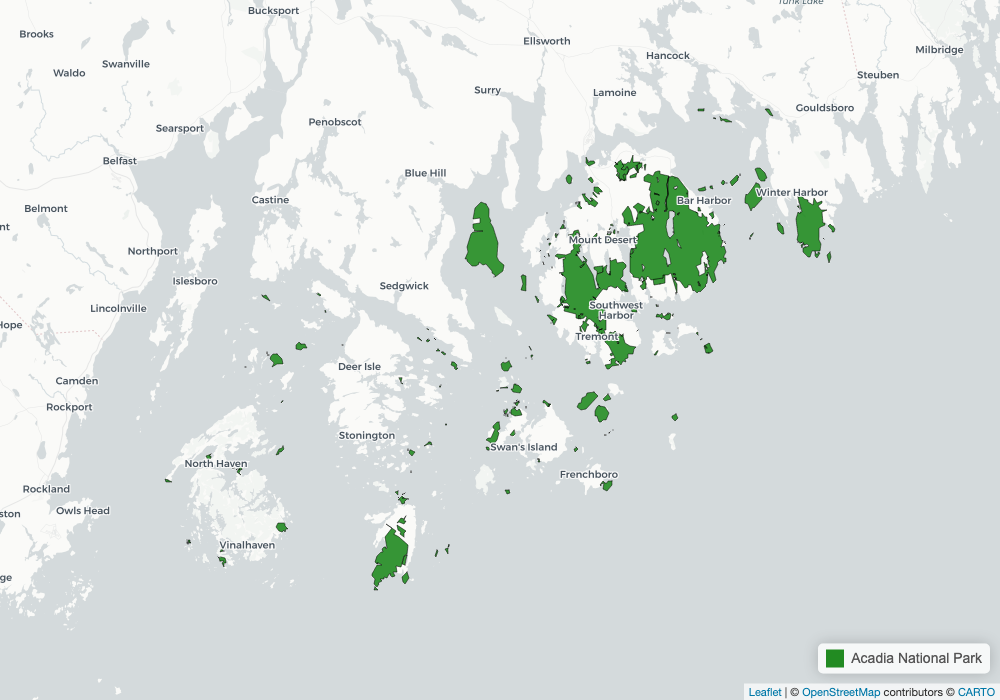 Bucksport
Tunk Lake
Brooks
Ellsworth
Milbridge
Swanville
Hancock
Waldo
Steuben
Surry
Lamoine
Gouldsboro
Penobscot
Searsport
Belfast
Blue Hill
Winter Harbor
Castine
Bar Harbor
Belmont
nt
Mount Desert
Northport
Islesboro
Sedgwick
Lincolnville
Southwest
Harbor
Hope
Tremont
Deer Isle
Camden
Rockport
Stonington
Swan's Island
North Haven
Frenchboro
Rockland
Owls Head
ston
Vinalhaven
ge
Acadia National Park
Leaflet | © OpenStreetMap contributors © CARTO